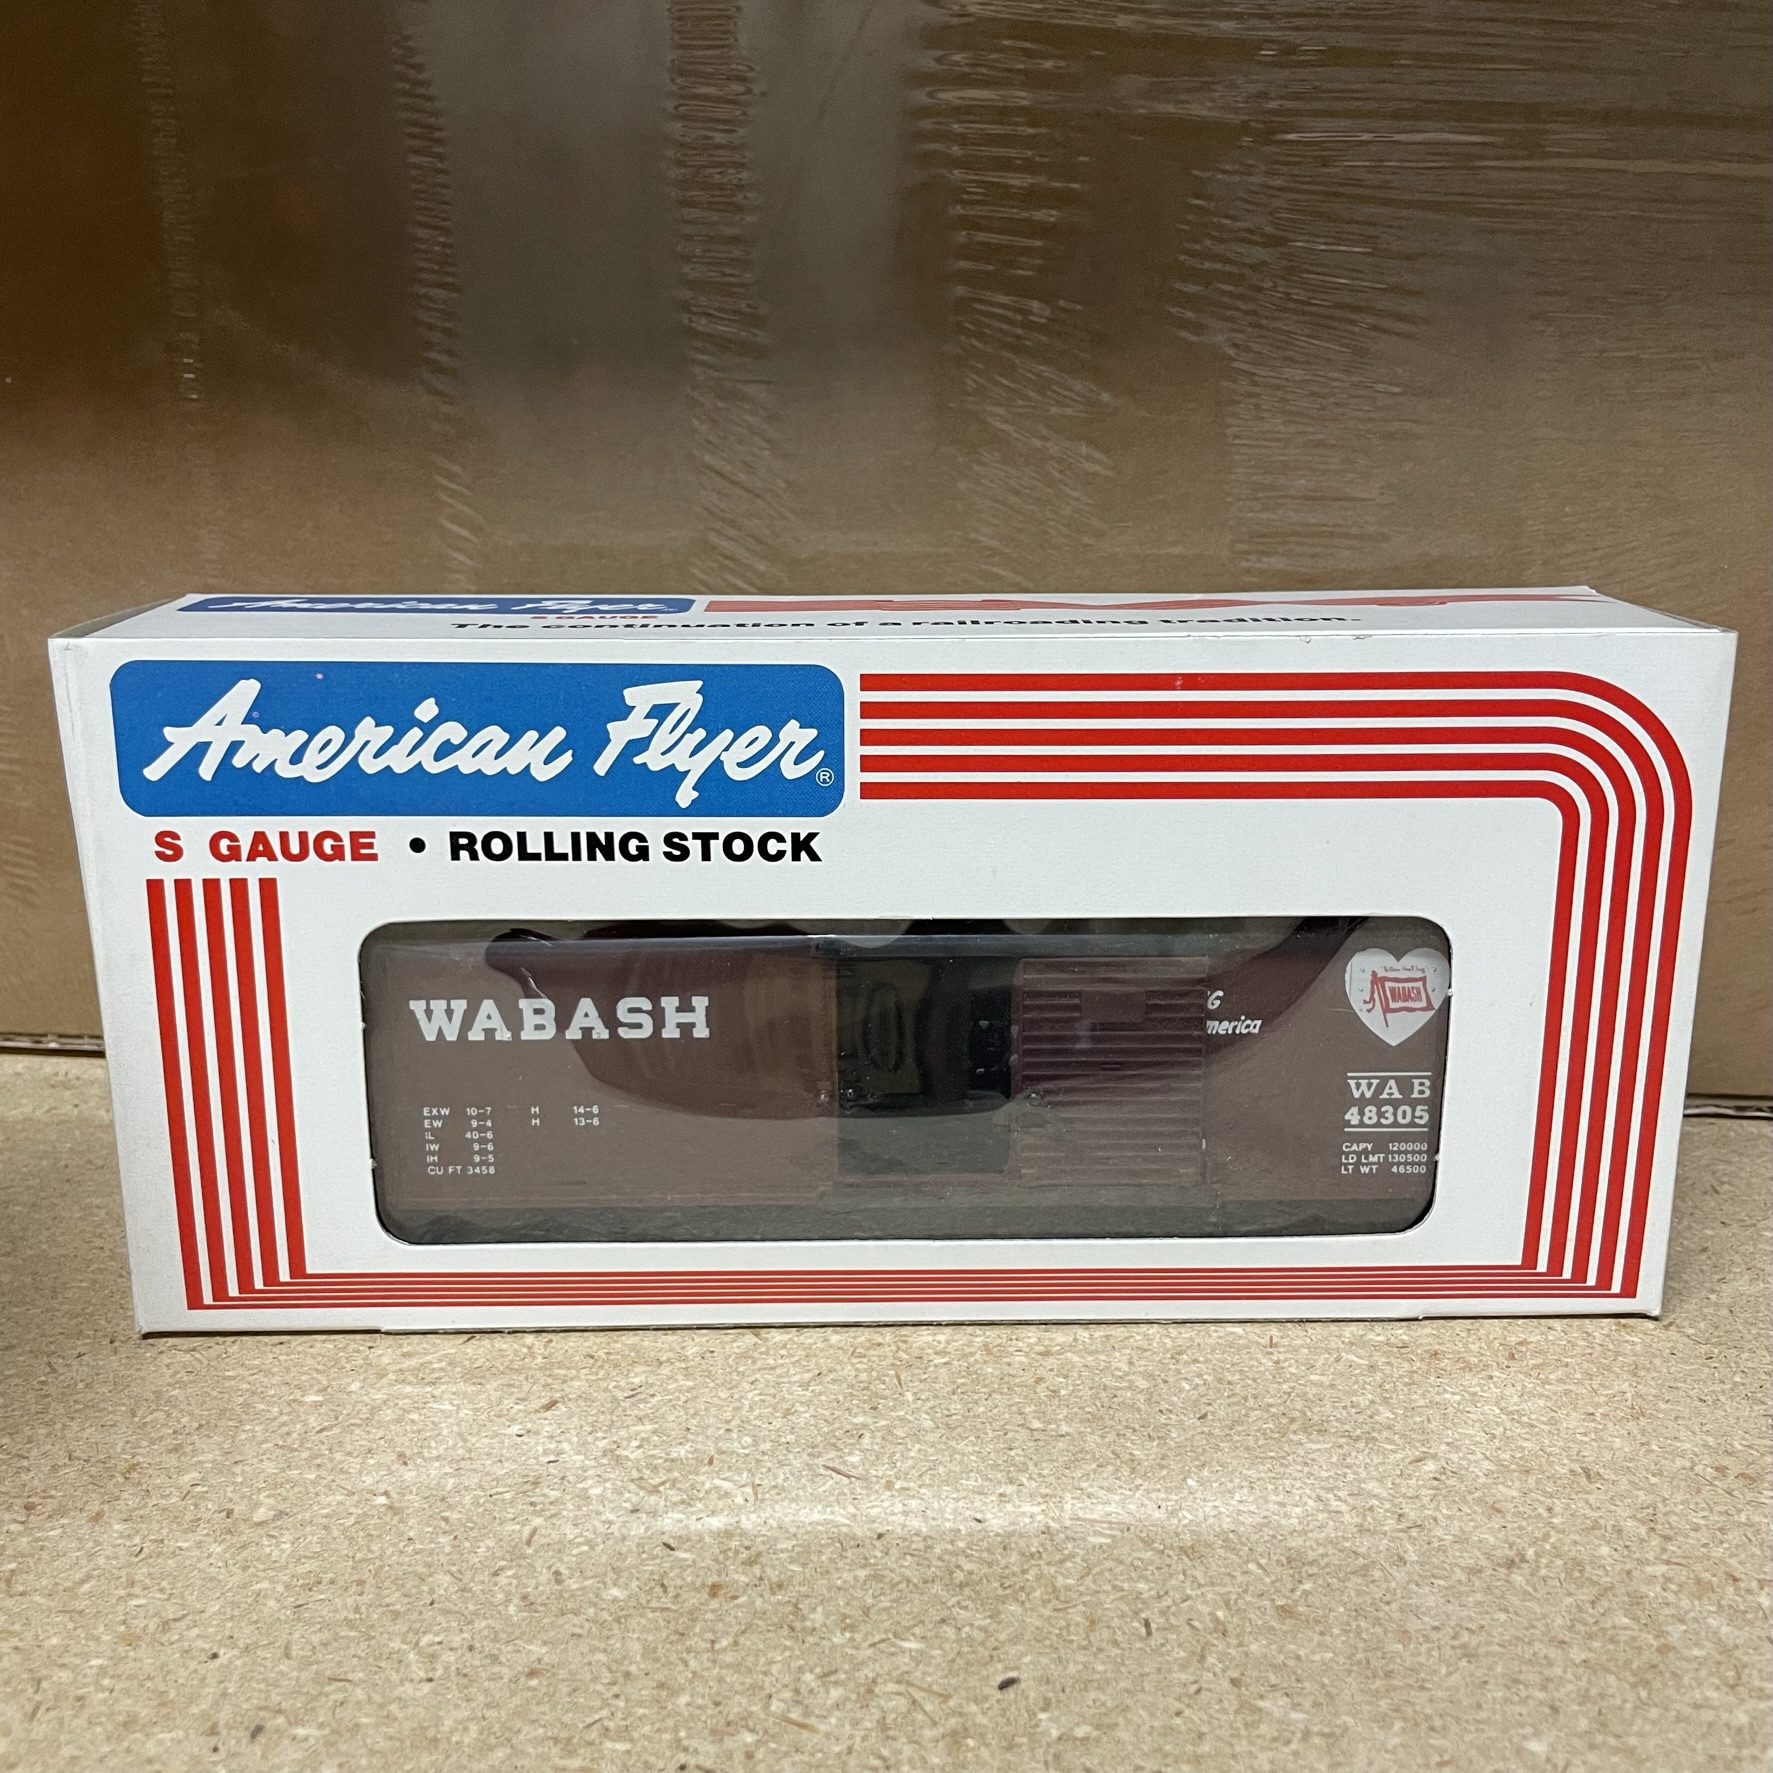 American Flyer®
S GAUGE
The continuation of a railroading tradition.
American Flyer®
S GAUGE • ROLLING STOCK
WABASH
EXW 10-7 H 14-6
EW 9-4 H 13-6
IL 40-6
IW 9-6
IH 9-5
CU FT 3458
G
merica
WABASH
WAB
48305
CAPY 120000
LD LMT 130500
LT WT 46500